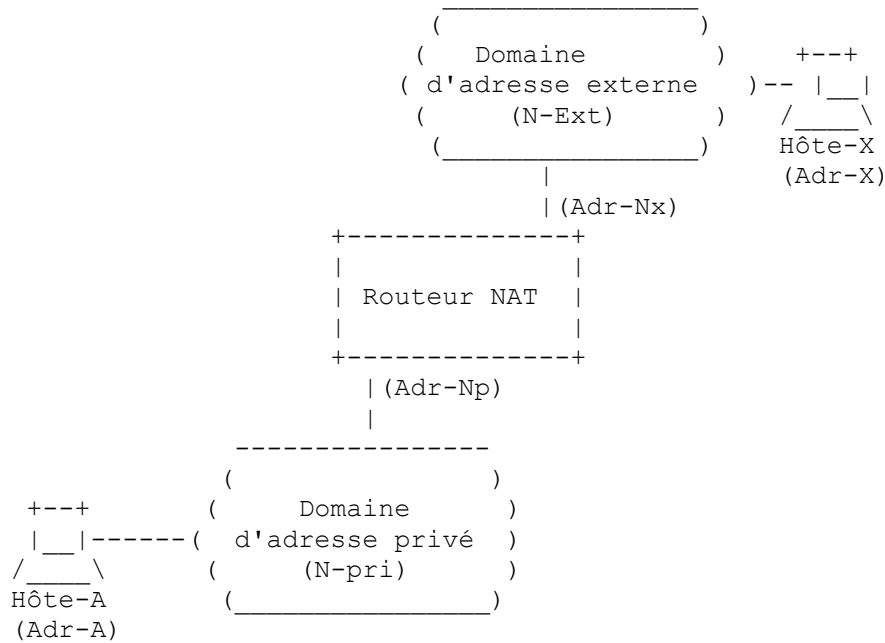 Domaine
d'adresse externe
(N-Ext)
Hôte-X
(Adr-X)
(Adr-Nx)
Routeur NAT
(Adr-Np)
Domaine
d'adresse privé
(N-pri)
Hôte-A
(Adr-A)